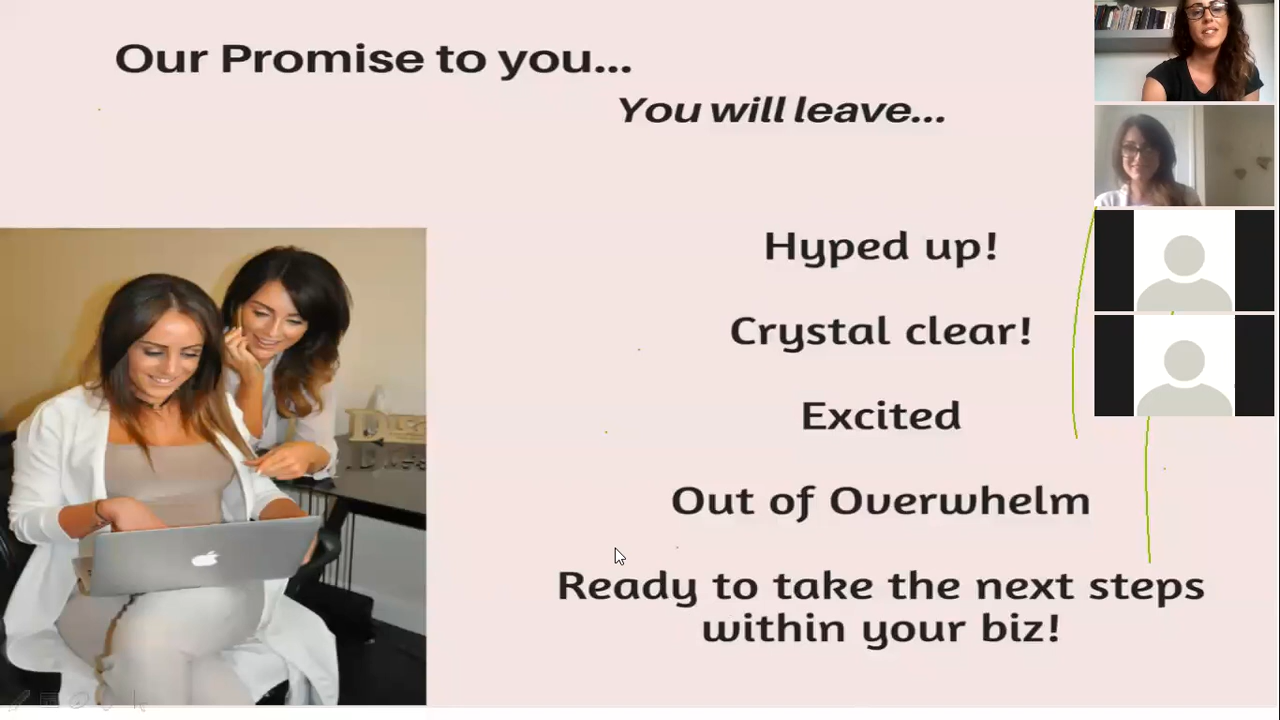 Our Promise to you...
You will leave...
Hyped up!
Crystal clear!
Excited
Out of Overwhelm
Ready to take the next steps
within your biz!